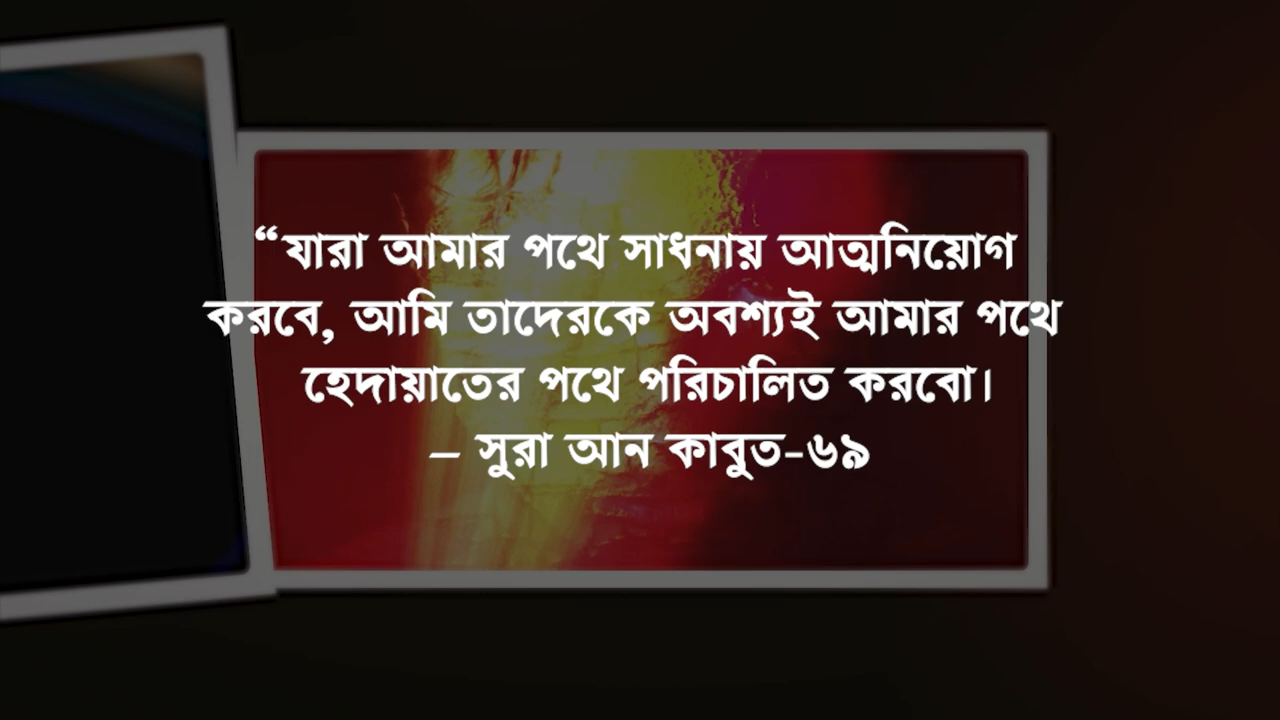 “যারা আমার পথে সাধনায় আত্মনিয়োগ
করবে, আমি তাদেরকে অবশ্যই আমার পথে
হেদায়াতের পথে পরিচালিত করবো।
– সুরা আন কাবুত-৬৯